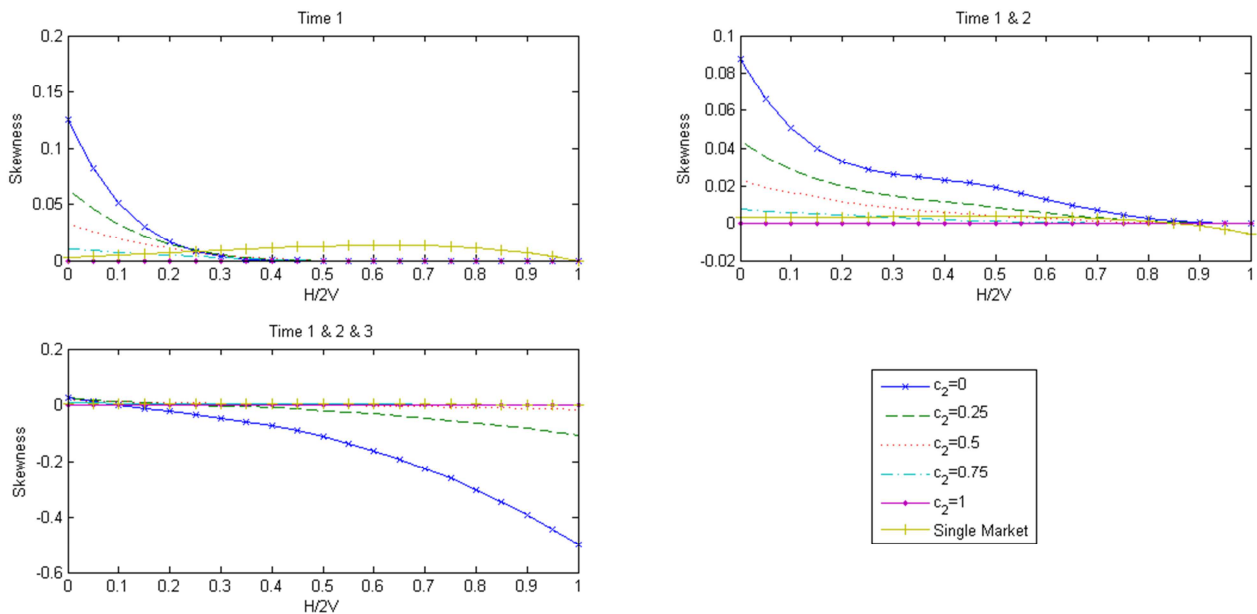 Time 1
0.2
0.15
0.1
0.05
0
Skewness
0 0.1 0.2 0.3 0.4 0.5 0.6 0.7 0.8 0.9 1
H/2V
Time 1 & 2
0.1
0.08
0.06
0.04
0.02
0
-0.02
Skewness
0 0.1 0.2 0.3 0.4 0.5 0.6 0.7 0.8 0.9 1
H/2V
Time 1 & 2 & 3
0.2
0
-0.2
-0.4
-0.6
Skewness
0 0.1 0.2 0.3 0.4 0.5 0.6 0.7 0.8 0.9 1
H/2V
c2=0
c2=0.25
c2=0.5
c2=0.75
c2=1
Single Market